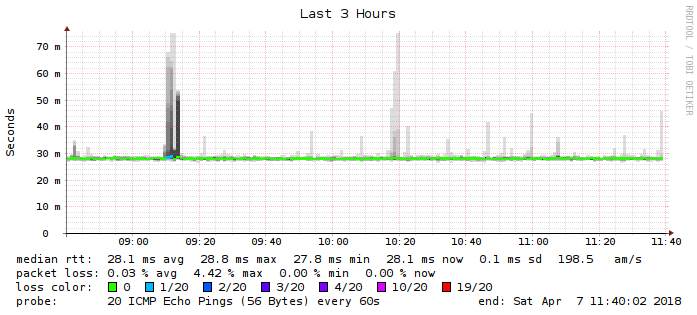 Last 3 Hours
RRDTOOL / TOBI OETIKER
Seconds
70 m
60 m
50 m
40 m
30 m
20 m
10 m
0
09:00 09:20 09:40 10:00 10:20 10:40 11:00 11:20 11:40
median rtt: 28.1 ms avg 28.8 ms max 27.8 ms min 28.1 ms now 0.1 ms sd 198.5 am/s
packet loss: 0.03 % avg 4.42 % max 0.00 % min 0.00 % now
loss color: 0 1/20 2/20 3/20 4/20 10/20 19/20
probe: 20 ICMP Echo Pings (56 Bytes) every 60s end: Sat Apr 7 11:40:02 2018